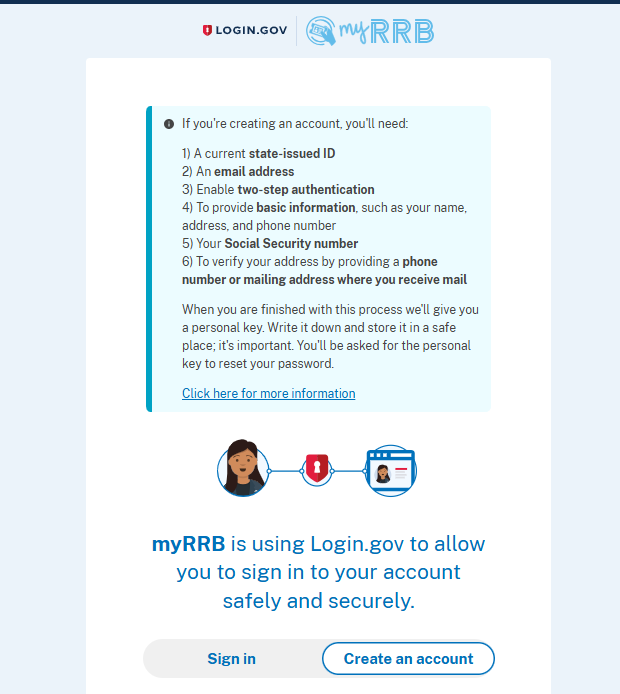 LOGIN.GOV
myRRB
If you're creating an account, you'll need:
1) A current state-issued ID
2) An email address
3) Enable two-step authentication
4) To provide basic information, such as your name,
address, and phone number
5) Your Social Security number
6) To verify your address by providing a phone
number or mailing address where you receive mail
When you are finished with this process we'll give you
a personal key. Write it down and store it in a safe
place; it's important. You'll be asked for the personal
key to reset your password.
Click here for more information
myRRB is using Login.gov to allow
you to sign in to your account
safely and securely.
Sign in
Create an account